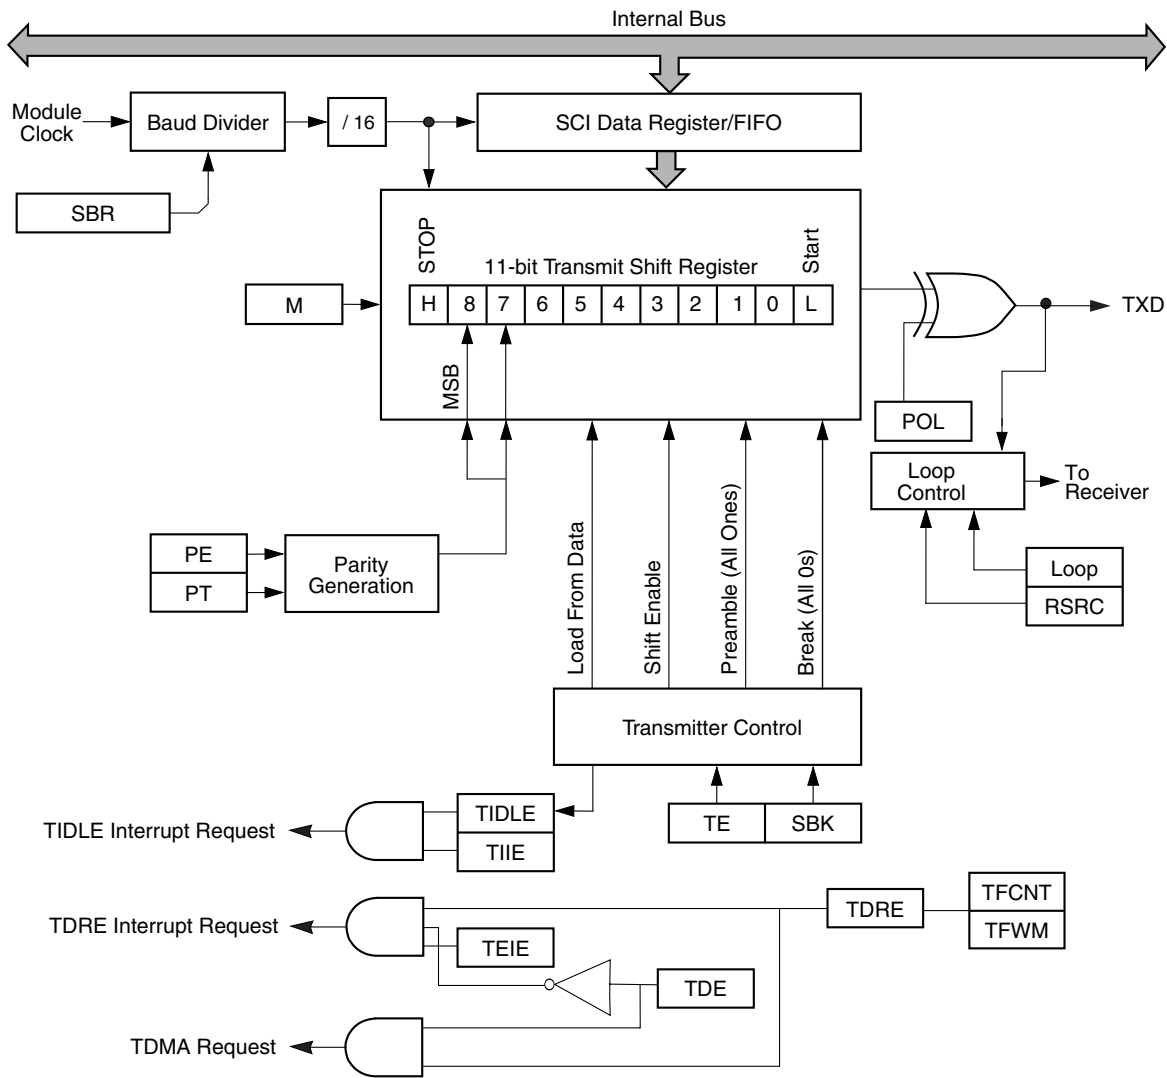 Internal Bus
Module
Clock
Baud Divider
/ 16
SCI Data Register/FIFO
SBR
STOP
11-bit Transmit Shift Register
Start
M
H 8 7 6 5 4 3 2 1 0 L
TXD
MSB
POL
Loop
Control
To
Receiver
PE
PT
Parity
Generation
Loop
RSRC
Load From Data
Shift Enable
Preamble (All Ones)
Break (All 0s)
Transmitter Control
TIDLE Interrupt Request
TIDLE
TIIE
TE
SBK
TDRE Interrupt Request
TEIE
TDRE
TFCNT
TFWM
TDE
TDMA Request